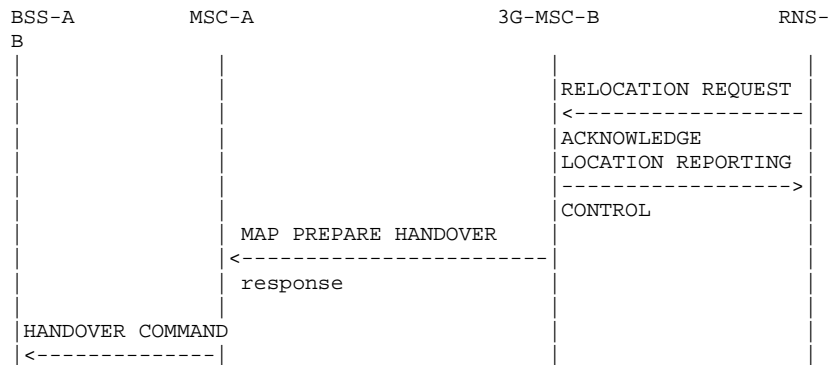 BSS-A MSC-A 3G-MSC-B RNS-
B
RELOCATION REQUEST
ACKNOWLEDGE
LOCATION REPORTING
CONTROL
MAP PREPARE HANDOVER
response
HANDOVER COMMAND